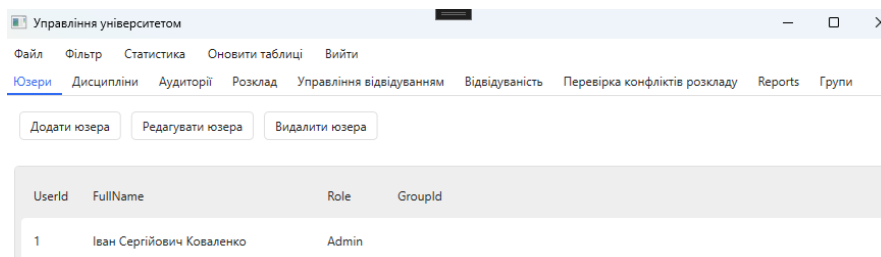 Управління університетом
Файл Фільтр Статистика Оновити таблиці Вийти
Юзери Дисципліни Аудиторії Розклад Управління відвідуванням Відвідуваність Перевірка конфліктів розкладу Reports Групи
Додати юзера Редагувати юзера Видалити юзера
UserId FullName Role GroupId
1 Іван Сергійович Коваленко Admin